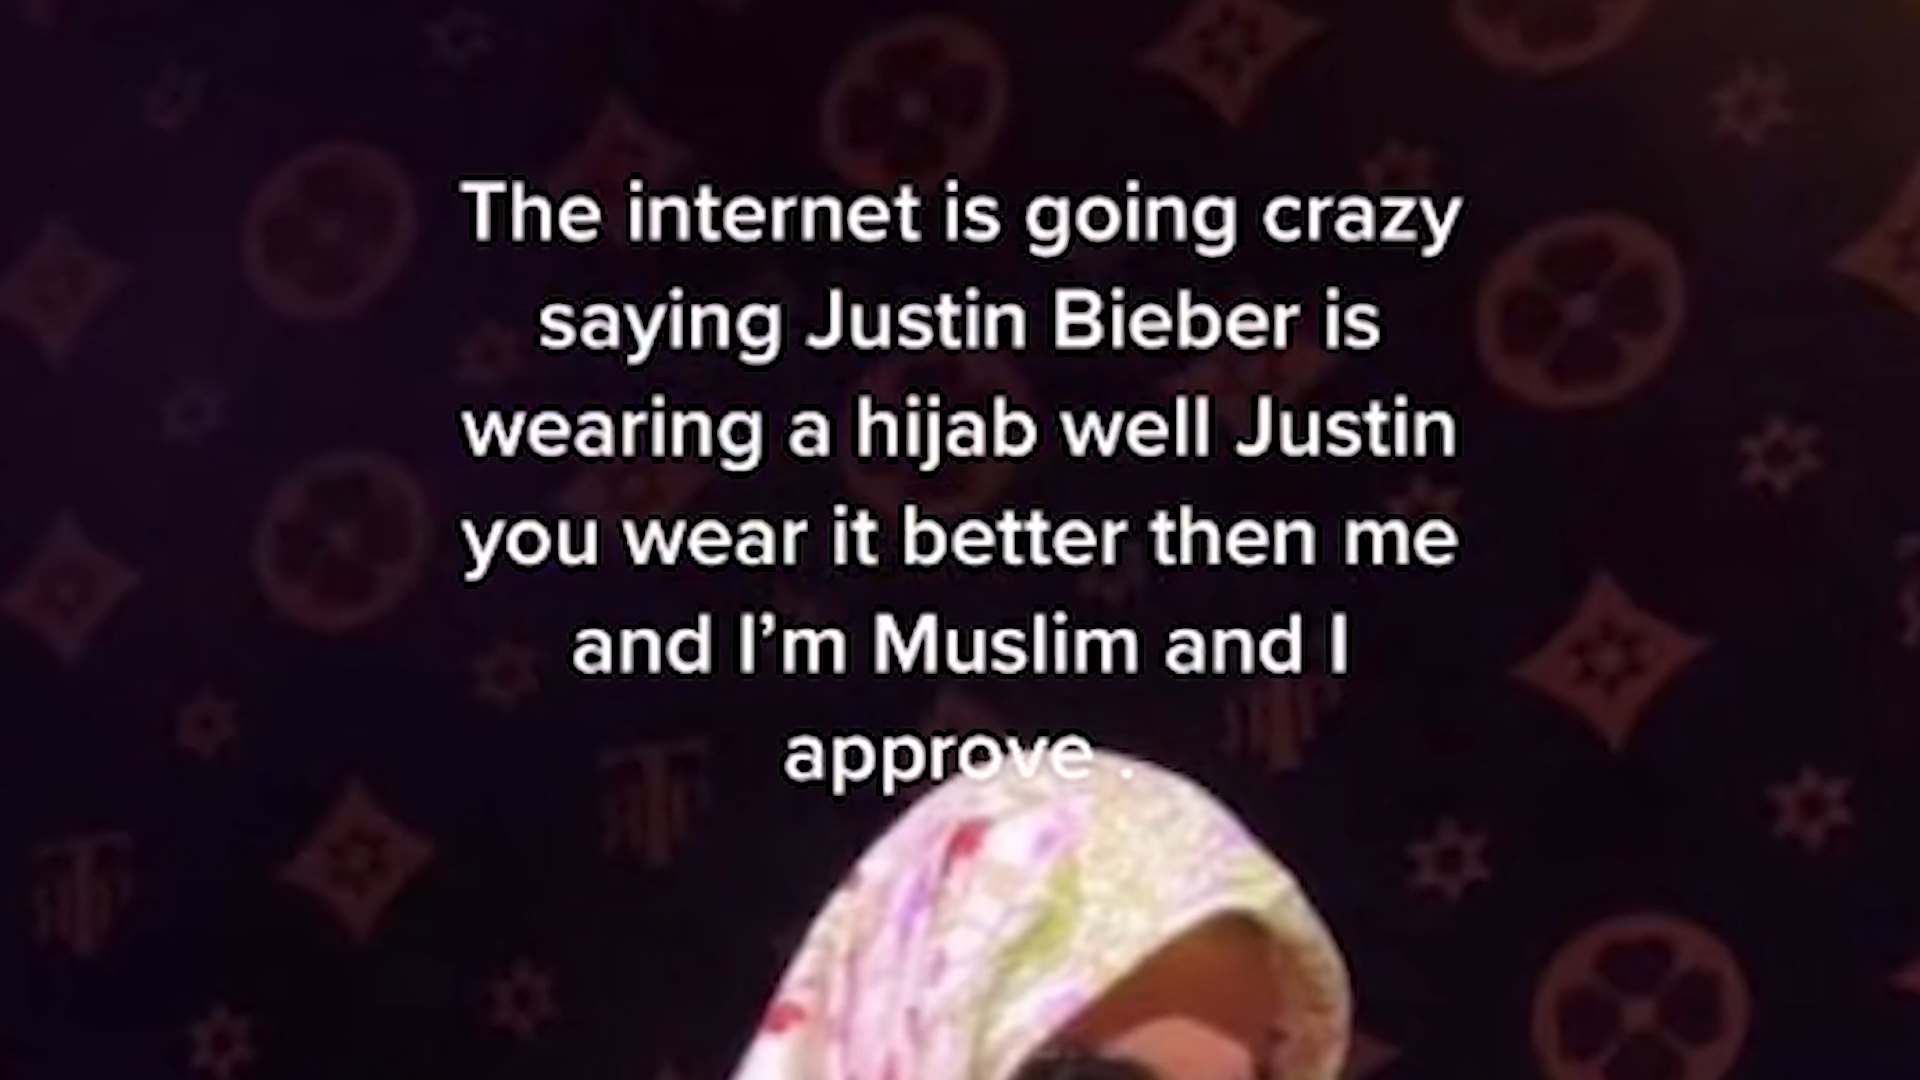 The internet is going crazy
saying Justin Bieber is
wearing a hijab well Justin
you wear it better then me
and I’m Muslim and I
approve .